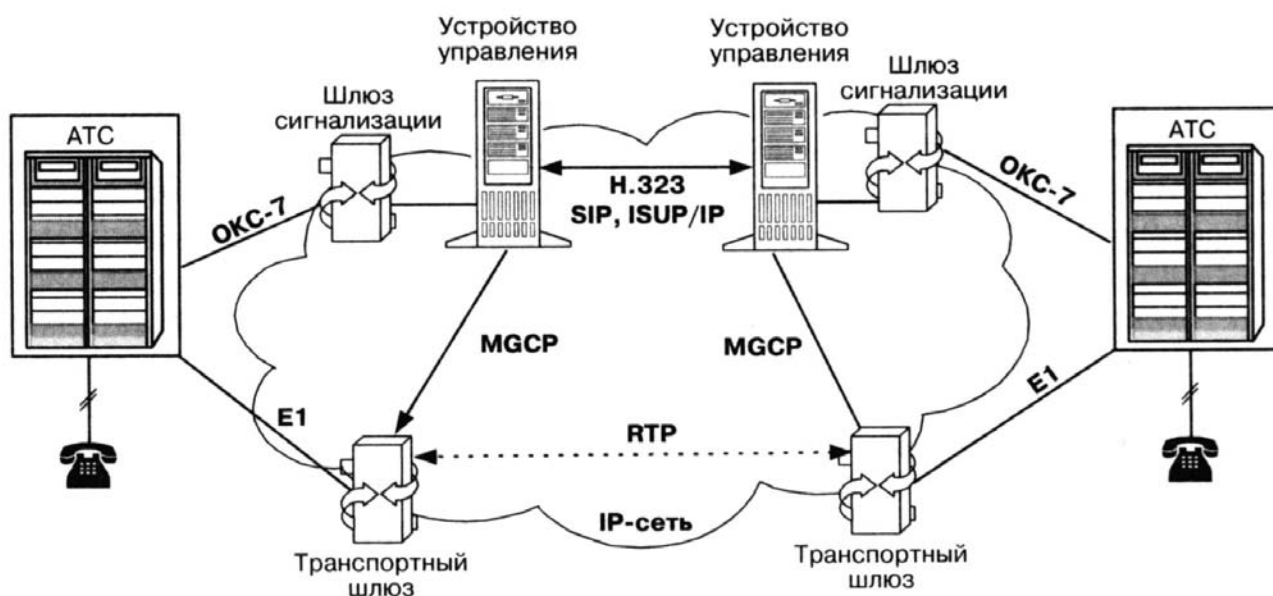 Устройство
управления
Устройство
управления
Шлюз
сигнализации
Шлюз
сигнализации
АТС
АТС
ОКС-7
H.323
SIP, ISUP/IP
ОКС-7
MGCP
MGCP
E1
E1
RTP
IP-сеть
Транспортный
шлюз
Транспортный
шлюз